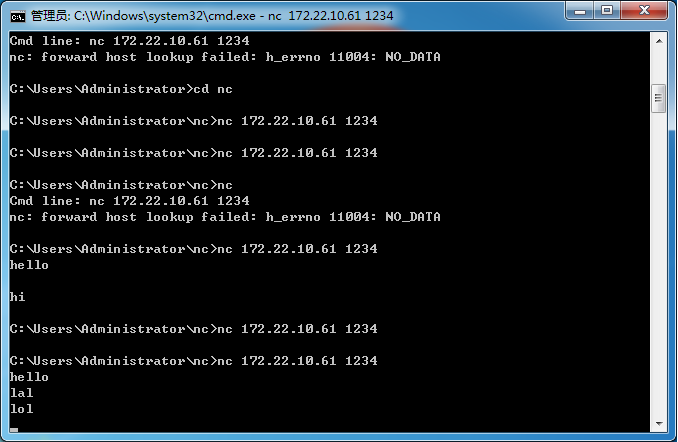 管理员: C:\Windows\system32\cmd.exe - nc 172.22.10.61 1234
Cmd line: nc 172.22.10.61 1234
nc: forward host lookup failed: h_errno 11004: NO_DATA
C:\Users\Administrator>cd nc
C:\Users\Administrator\nc>nc 172.22.10.61 1234
C:\Users\Administrator\nc>nc 172.22.10.61 1234
C:\Users\Administrator\nc>nc
Cmd line: nc 172.22.10.61 1234
nc: forward host lookup failed: h_errno 11004: NO_DATA
C:\Users\Administrator\nc>nc 172.22.10.61 1234
hello
hi
C:\Users\Administrator\nc>nc 172.22.10.61 1234
C:\Users\Administrator\nc>nc 172.22.10.61 1234
hello
lal
lol